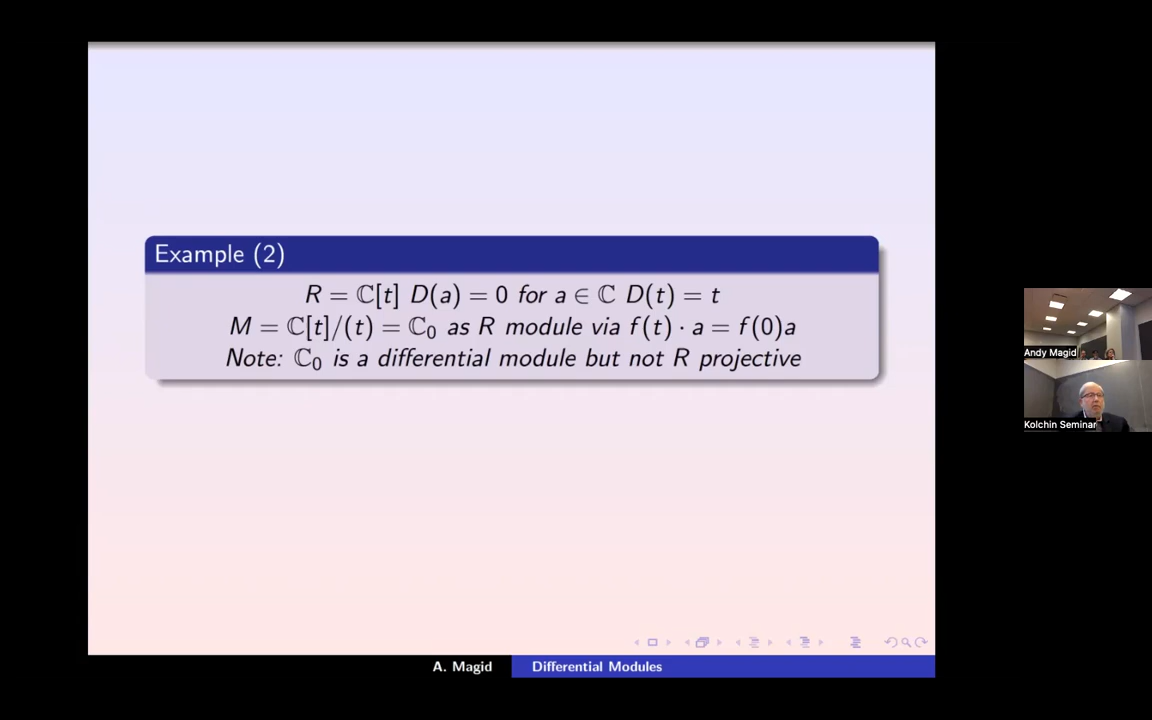 Example (2)
R = ℂ[t] D(a) = 0 for a ∈ ℂ D(t) = t
M = ℂ[t]/(t) = ℂ₀ as R module via f(t) · a = f(0)a
Note: ℂ₀ is a differential module but not R projective
Andy Magid
Kolchin Seminar
A. Magid
Differential Modules